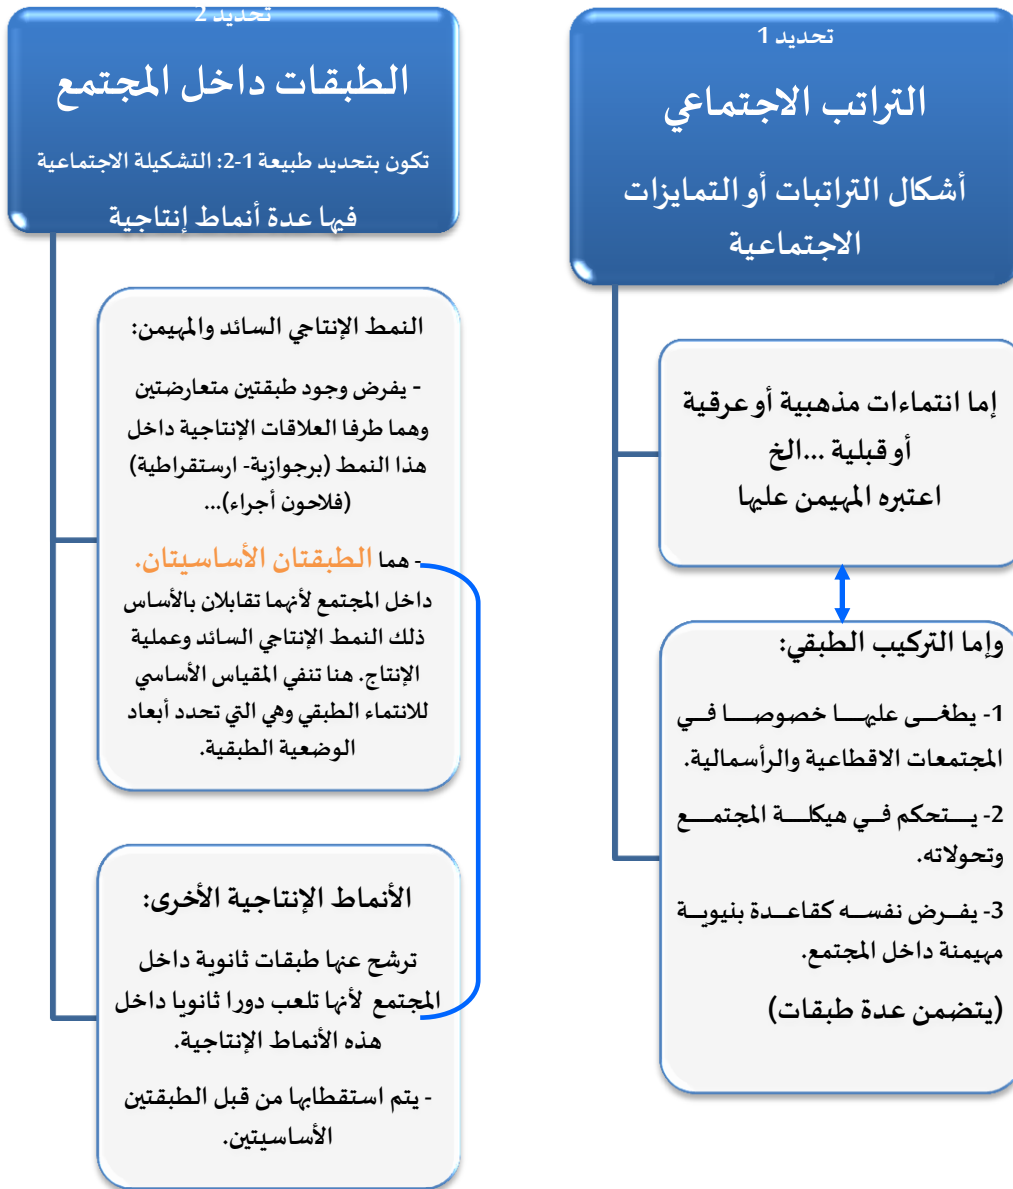 تحديد 1
التراتب الاجتماعي
أشكال التراتبات أو التمايزات
الاجتماعية
إما انتماءات مذهبية أو عرقية
أو قبلية ...الخ
اعتبره المهيمن عليها
وإما التركيب الطبقي:
1- يطغى عليها خصوصا في
المجتمعات الاقطاعية والرأسمالية.
2- يتحكم في هيكلة المجتمع
وتحولاته.
3- يفرض نفسه كقاعدة بنيوية
مهيمنة داخل المجتمع.
(يتضمن عدة طبقات)
تحديد 2
الطبقات داخل المجتمع
تكون بتحديد طبيعة 1-2: التشكيلة الاجتماعية
فيها عدة أنماط إنتاجية
النمط الإنتاجي السائد والمهيمن:
- يفرض وجود طبقتين متعارضتين
وهما طرفا العلاقات الإنتاجية داخل
هذا النمط (برجوازية- ارستقراطية)
(فلاحون أجراء)...
- هما الطبقتان الأساسيتان.
داخل المجتمع لأنهما تقابلان بالأساس
ذلك النمط الإنتاجي السائد وعملية
الإنتاج. هنا تنفي المقياس الأساسي
للانتماء الطبقي وهي التي تحدد أبعاد
الوضعية الطبقية.
الأنماط الإنتاجية الأخرى:
ترشح عنها طبقات ثانوية داخل
المجتمع لأنها تلعب دورا ثانويا داخل
هذه الأنماط الإنتاجية.
- يتم استقطابها من قبل الطبقتين
الأساسيتين.